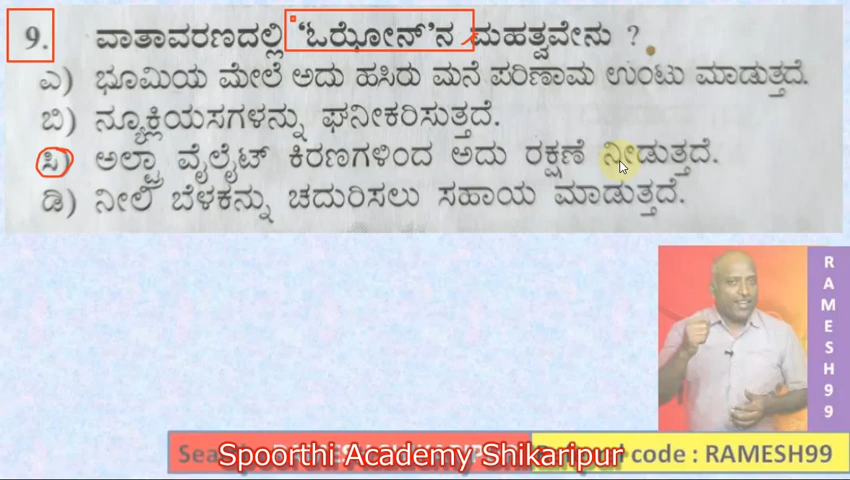 9. ವಾತಾವರಣದಲ್ಲಿ ‘ಓಝೋನ್’ನ ಮಹತ್ವವೇನು ?
ಎ) ಭೂಮಿಯ ಮೇಲೆ ಅದು ಹಸಿರು ಮನೆ ಪರಿಣಾಮ ಉಂಟು ಮಾಡುತ್ತದೆ.
ಬಿ) ನ್ಯೂಕ್ಲಿಯಸಗಳನ್ನು ಘನೀಕರಿಸುತ್ತದೆ.
ಸಿ) ಅಲ್ಟ್ರಾ ವೈಲೈಟ್ ಕಿರಣಗಳಿಂದ ಅದು ರಕ್ಷಣೆ ನೀಡುತ್ತದೆ.
ಡಿ) ನೀಲಿ ಬೆಳಕನ್ನು ಚದುರಿಸಲು ಸಹಾಯ ಮಾಡುತ್ತದೆ.
RAMESH99
Spoorthi Academy Shikaripur
code : RAMESH99